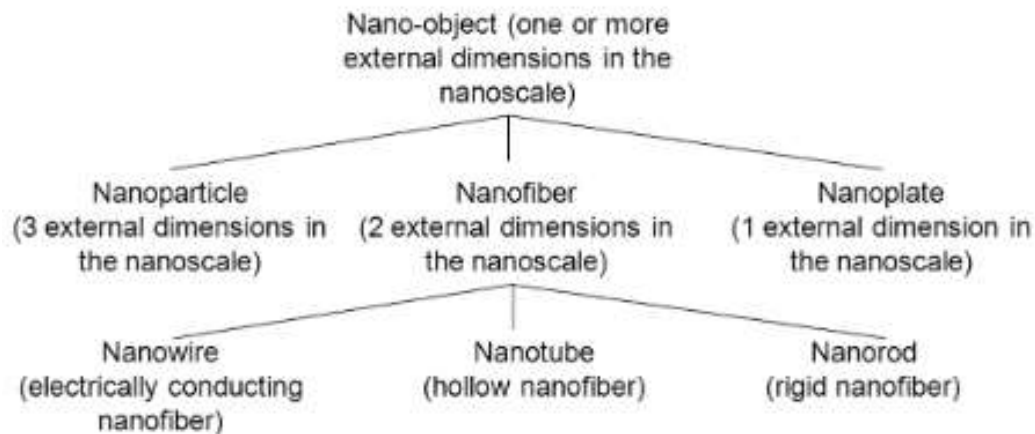 Nano-object (one or more
external dimensions in the
nanoscale)
Nanoparticle
(3 external dimensions in
the nanoscale)
Nanofiber
(2 external dimensions in
the nanoscale)
Nanoplate
(1 external dimension in
the nanoscale)
Nanowire
(electrically conducting
nanofiber)
Nanotube
(hollow nanofiber)
Nanorod
(rigid nanofiber)